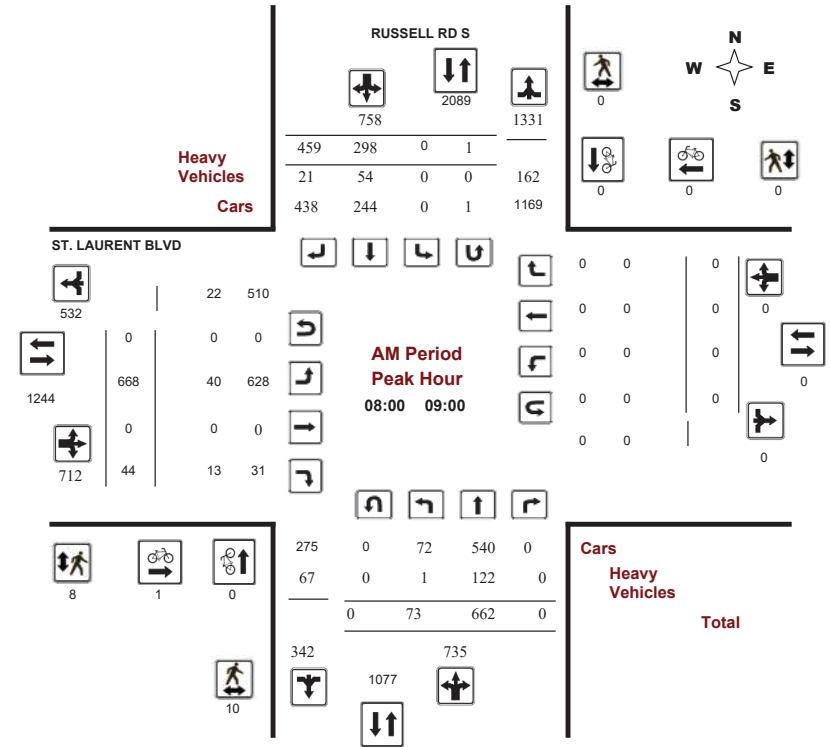 RUSSELL RD S
N
W E
S
2089
0
758 1331
459 298 0 1
Heavy
Vehicles
21 54 0 0 162
Cars
438 244 0 1 1169
0 0 0
ST. LAURENT BLVD
22 510
532
0 0 0
668 40 628
1244
0 0 0
712
44 13 31
AM Period
Peak Hour
08:00 09:00
0 0 0
0 0 0 0
0 0 0
0
0 0 0
0 0
0
275 0 72 540 0
Cars
67 0 1 122 0
Heavy
Vehicles
0 73 662 0
Total
8 1 0
342 735
1077
10